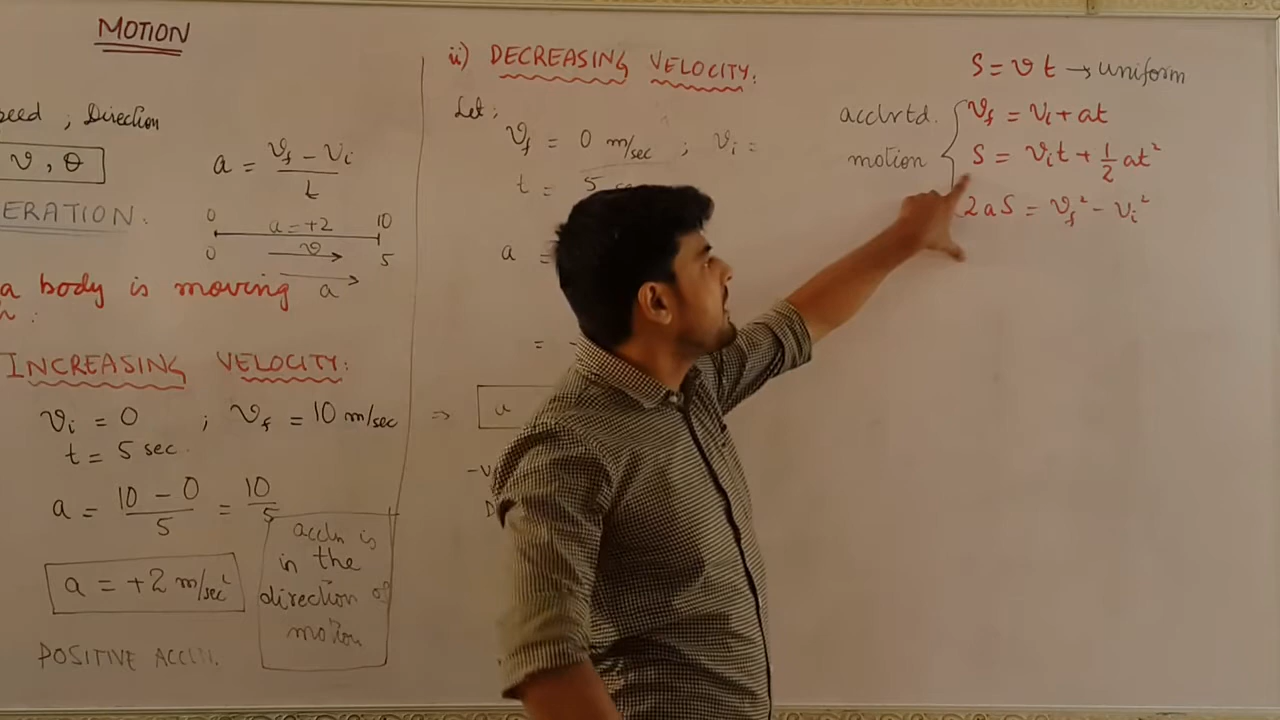 MOTION
; Direction
v, θ
a = (v_f − v_i)/t
0 a = +2 10
0 v 5
a
a body is moving
INCREASING VELOCITY:
v_i = 0 ; v_f = 10 m/sec ⇒
t = 5 sec.
a = (10 − 0)/5 = 10/5
a = +2 m/sec²
POSITIVE ACCLN.
accln is
in the
direction of
motion
ii) DECREASING VELOCITY:
Let ;
v_f = 0 m/sec ; v_i =
t = 5
a =
= -
a
S = v t → uniform
acclrtd.
motion
v_f = v_i + at
S = v_i t + 1/2 at²
2aS = v_f² − v_i²